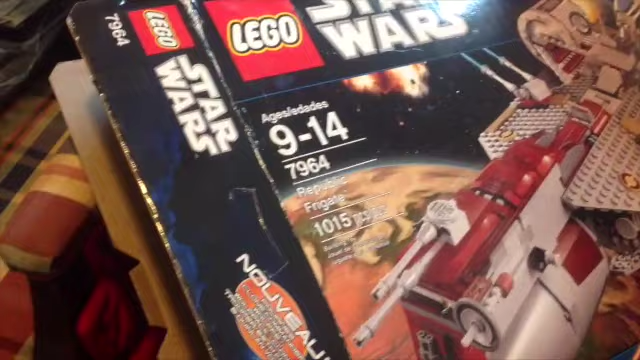 7964
LEGO
STAR
WARS
LEGO
STAR
WARS
Ages/edades
9-14
7964
Republic
Frigate
1015
NOUVEAU